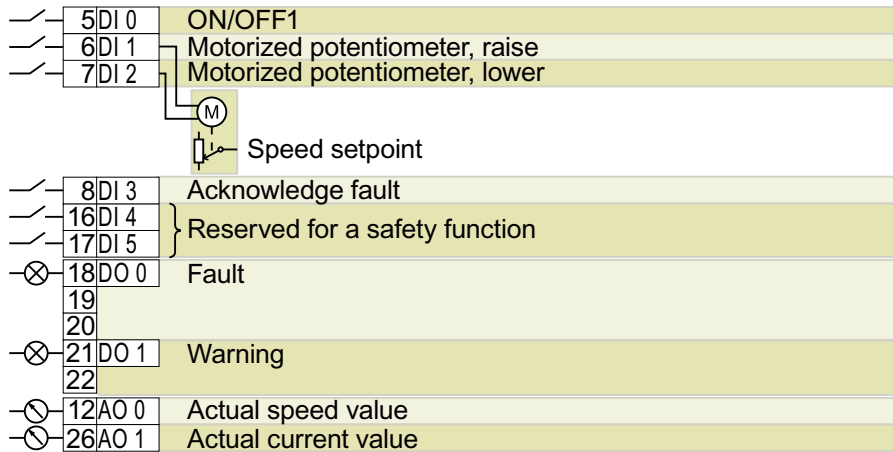 5 DI 0 ON/OFF1
6 DI 1 Motorized potentiometer, raise
7 DI 2 Motorized potentiometer, lower
M
Speed setpoint
8 DI 3 Acknowledge fault
16 DI 4
Reserved for a safety function
17 DI 5
18 DO 0 Fault
19
20
21 DO 1 Warning
22
12 AO 0 Actual speed value
26 AO 1 Actual current value